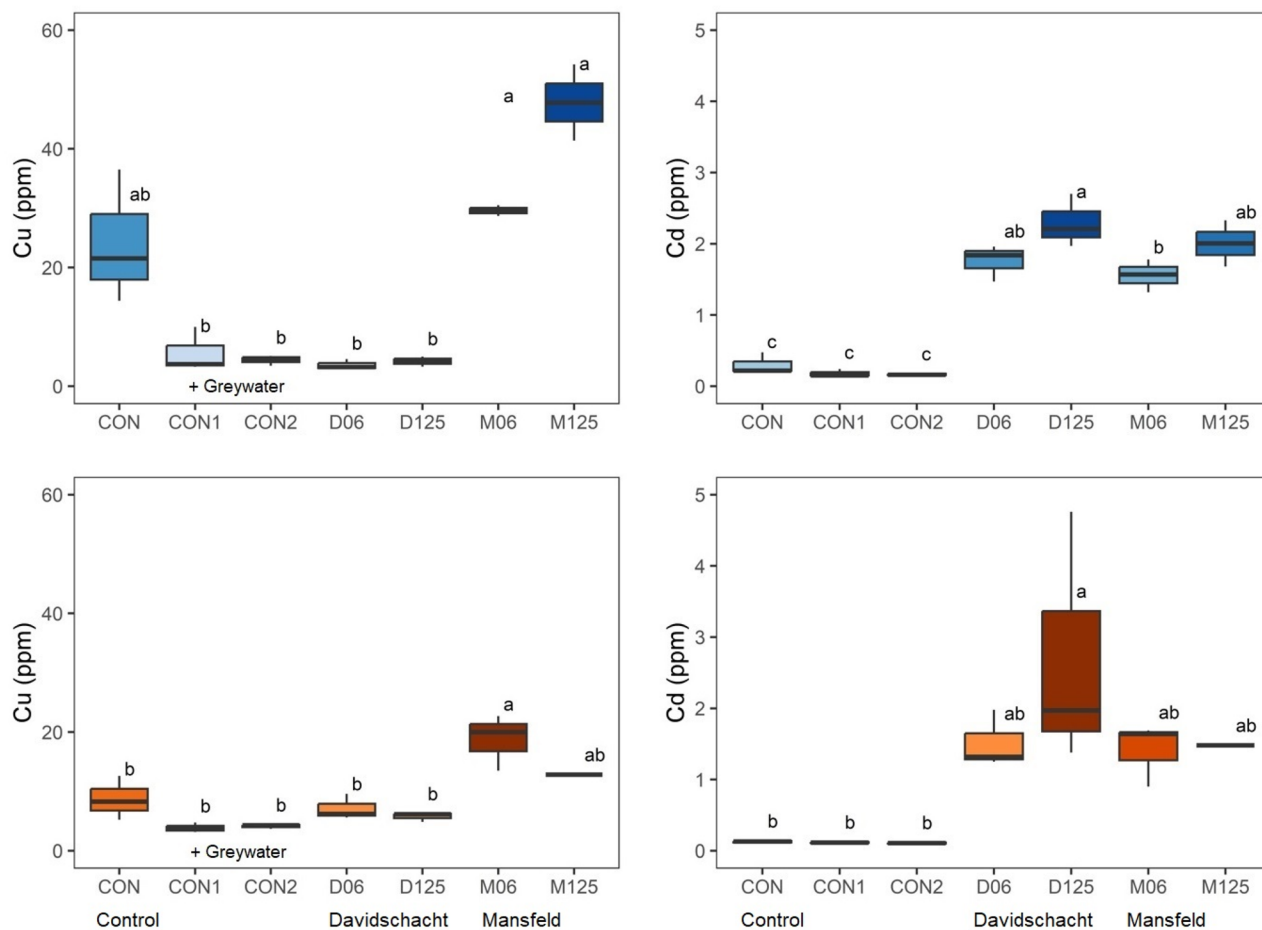 60
40
20
0
Cu (ppm)
ab
b
b
b
b
a
a
+ Greywater
CON CON1 CON2 D06 D125 M06 M125
5
4
3
2
1
0
Cd (ppm)
c
c
c
ab
a
b
ab
CON CON1 CON2 D06 D125 M06 M125
60
40
20
0
Cu (ppm)
b
b
b
b
b
a
ab
+ Greywater
CON CON1 CON2 D06 D125 M06 M125
Control Davidschacht Mansfeld
5
4
3
2
1
0
Cd (ppm)
b
b
b
ab
a
ab
ab
CON CON1 CON2 D06 D125 M06 M125
Control Davidschacht Mansfeld